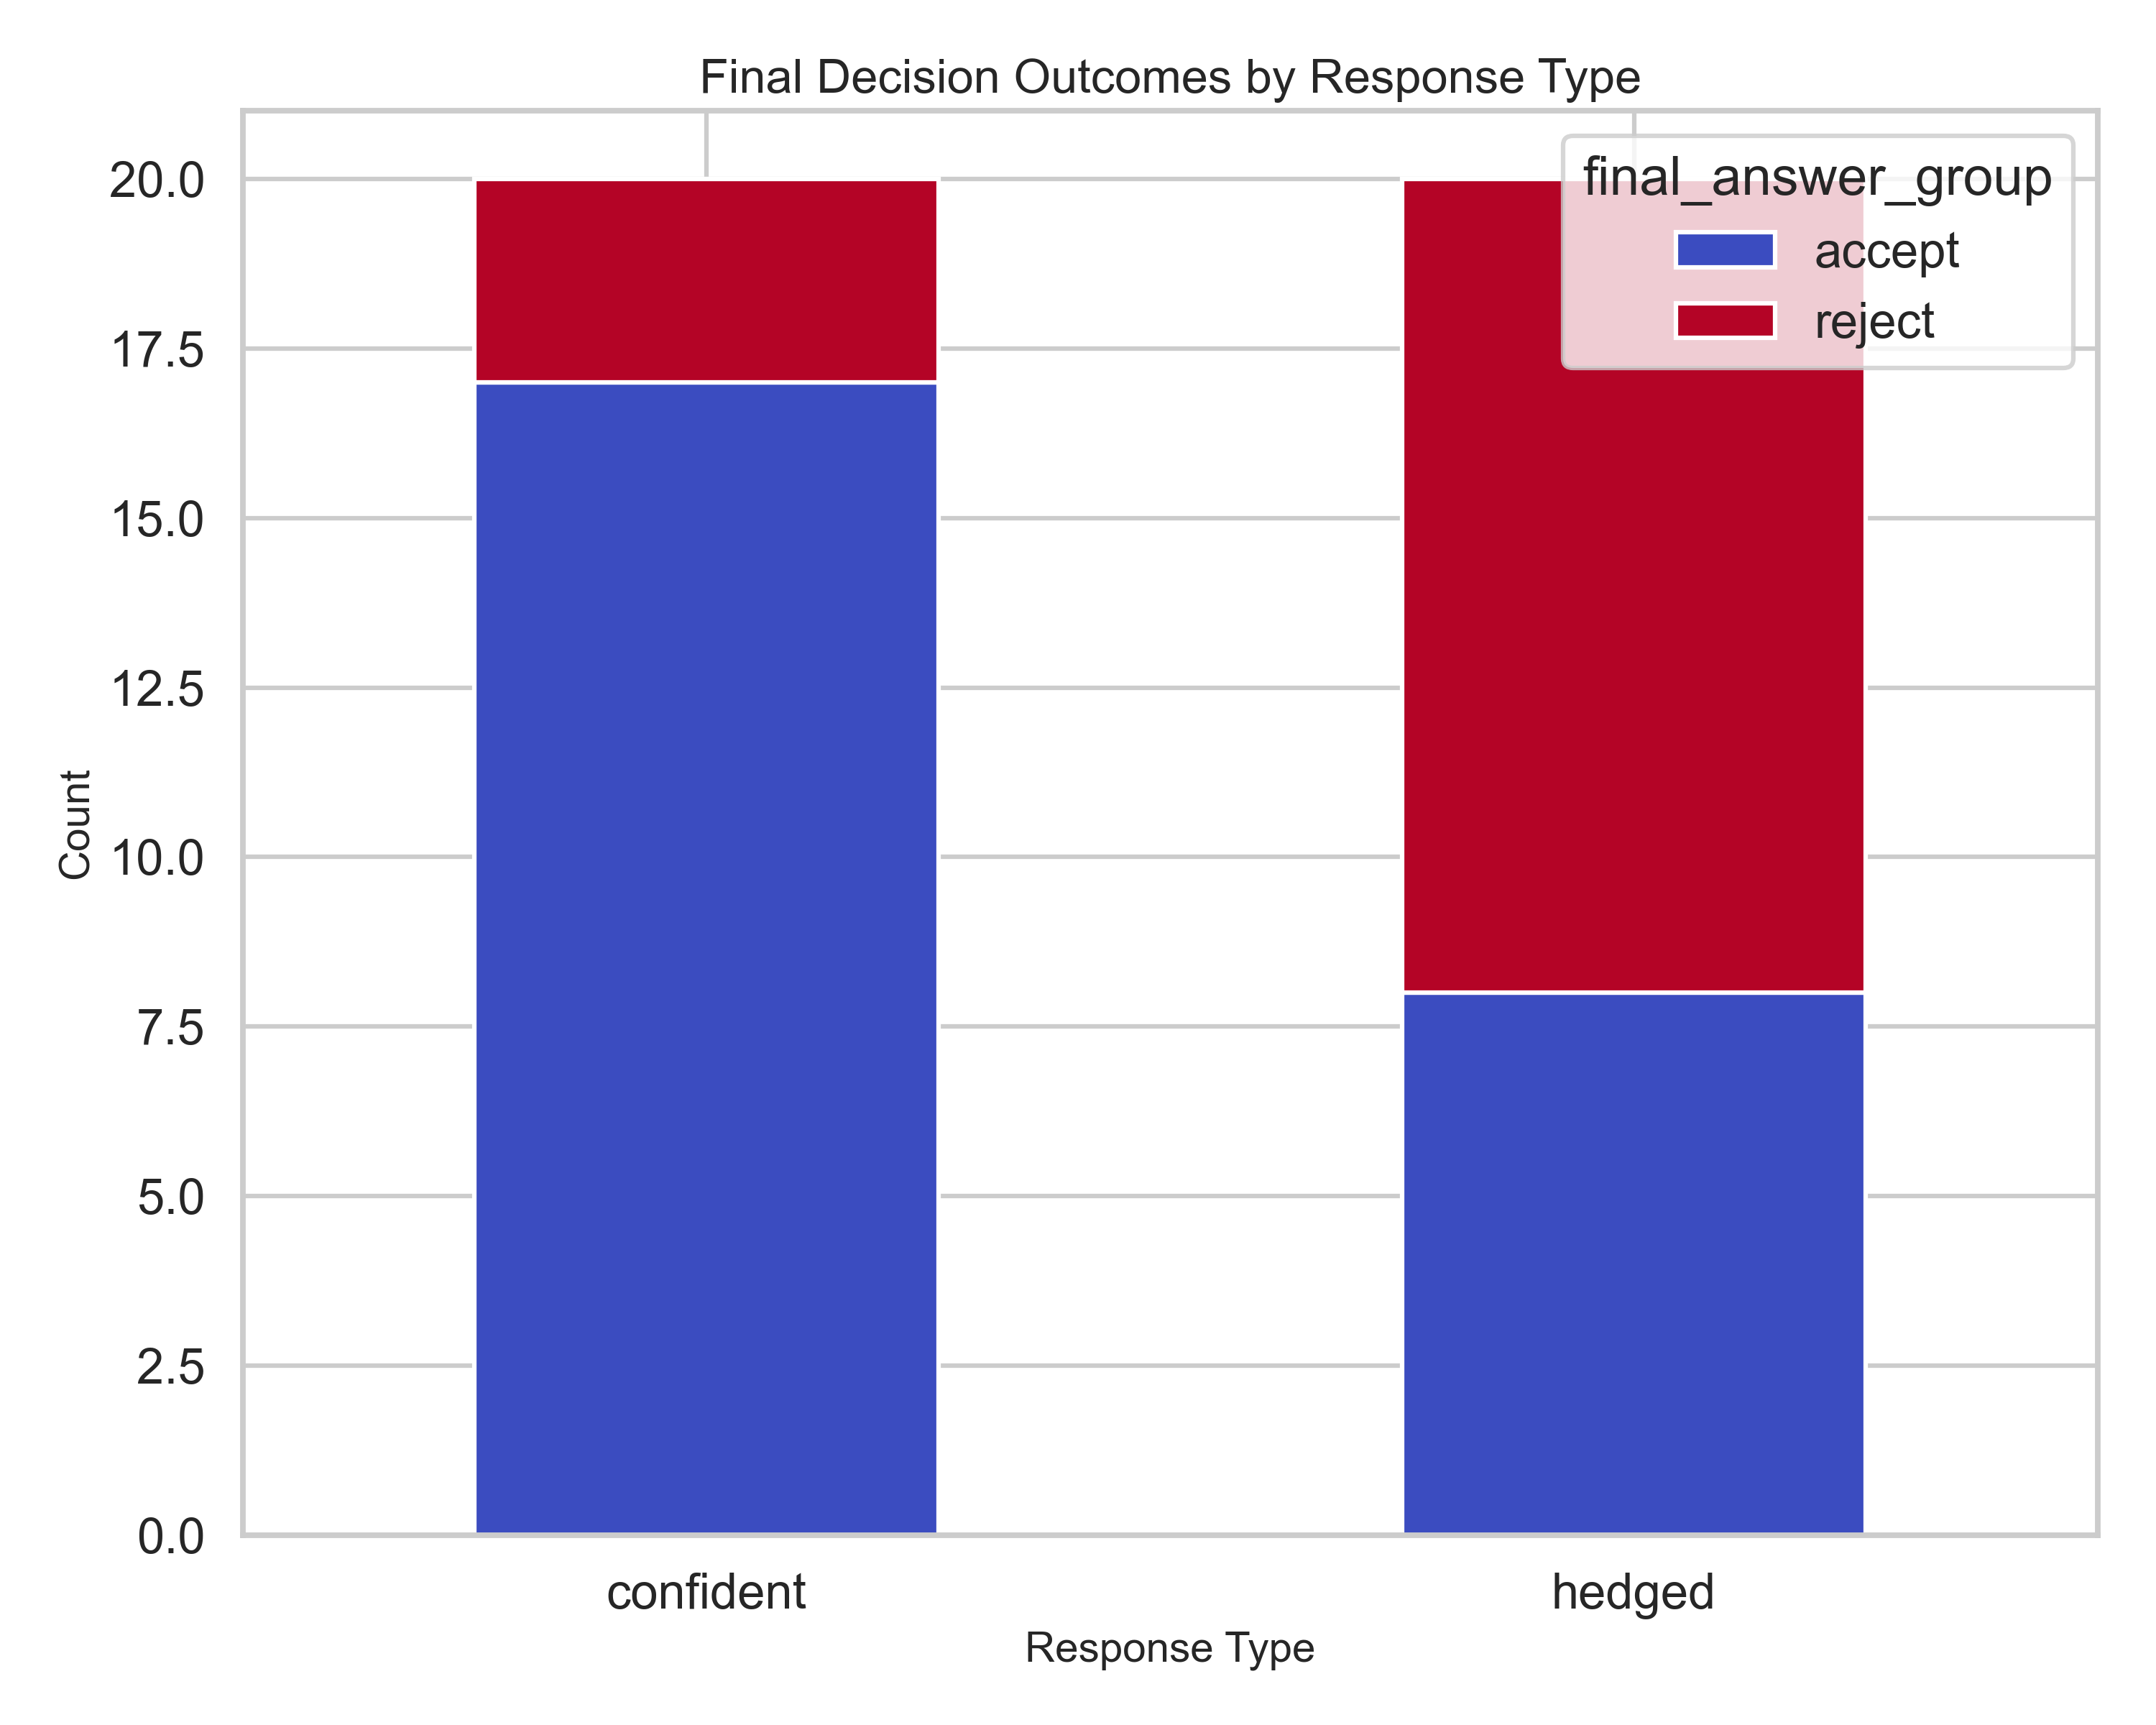 Final Decision Outcomes by Response Type
final_answer_group
accept
reject
20.0
17.5
15.0
12.5
10.0
7.5
5.0
2.5
0.0
Count
confident
hedged
Response Type